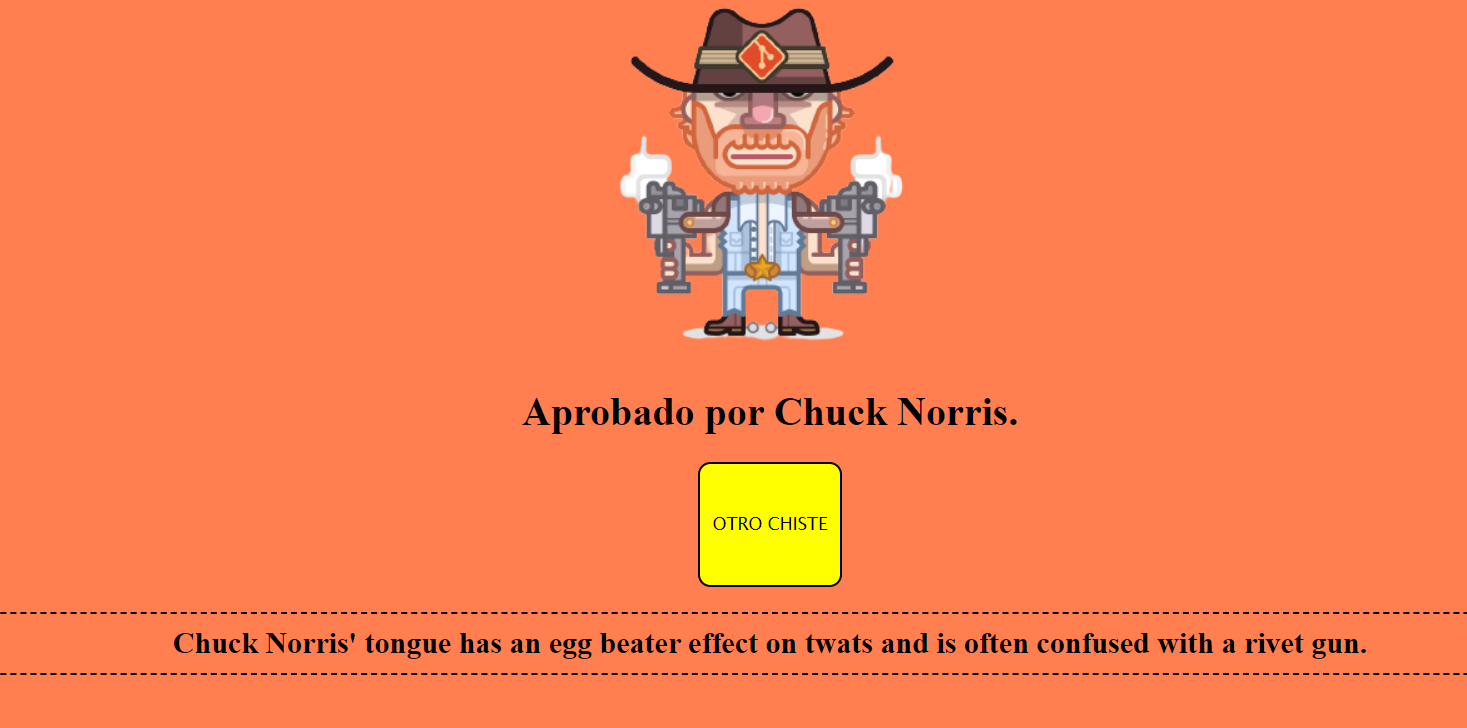 Aprobado por Chuck Norris.
OTRO CHISTE
Chuck Norris' tongue has an egg beater effect on twats and is often confused with a rivet gun.